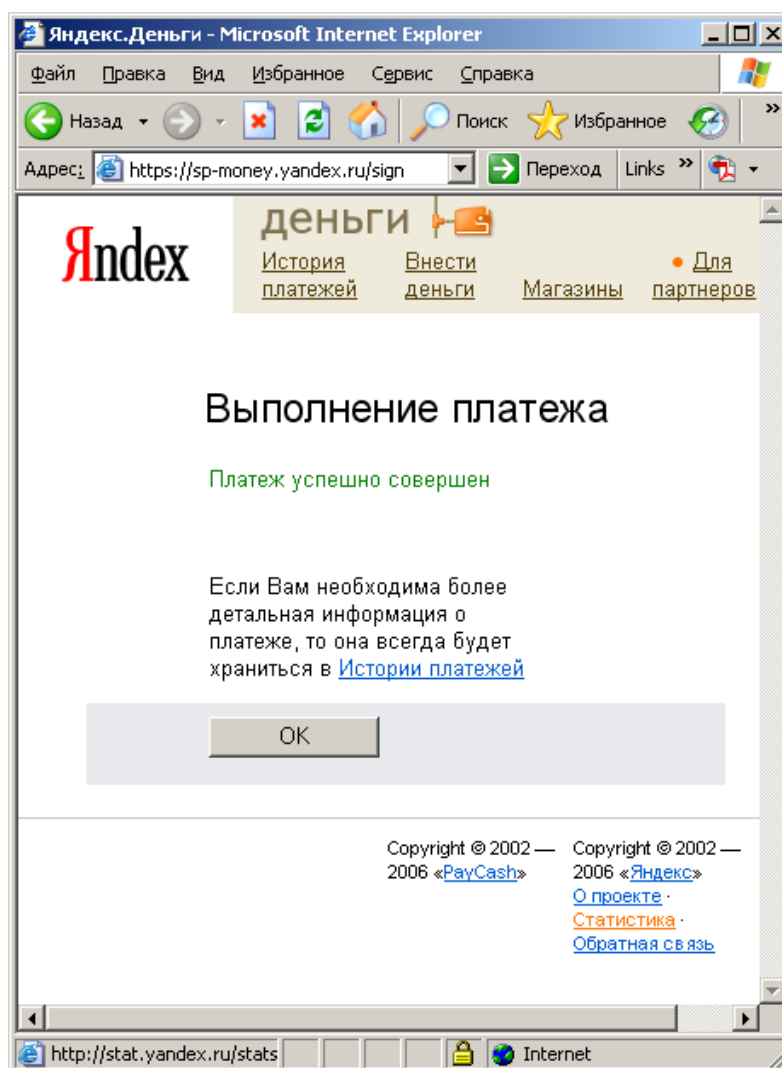 Яндекс.Деньги - Microsoft Internet Explorer
Файл Правка Вид Избранное Сервис Справка
Назад Поиск Избранное »
Адрес: https://sp-money.yandex.ru/sign Переход Links »
Яndex
деньги
История платежей
Внести деньги
Магазины
• Для партнеров
Выполнение платежа
Платеж успешно совершен
Если Вам необходима более
детальная информация о
платеже, то она всегда будет
храниться в Истории платежей
OK
Copyright © 2002 —
2006 «PayCash»
Copyright © 2002 —
2006 «Яндекс»
О проекте ·
Статистика ·
Обратная связь
http://stat.yandex.ru/stats Internet